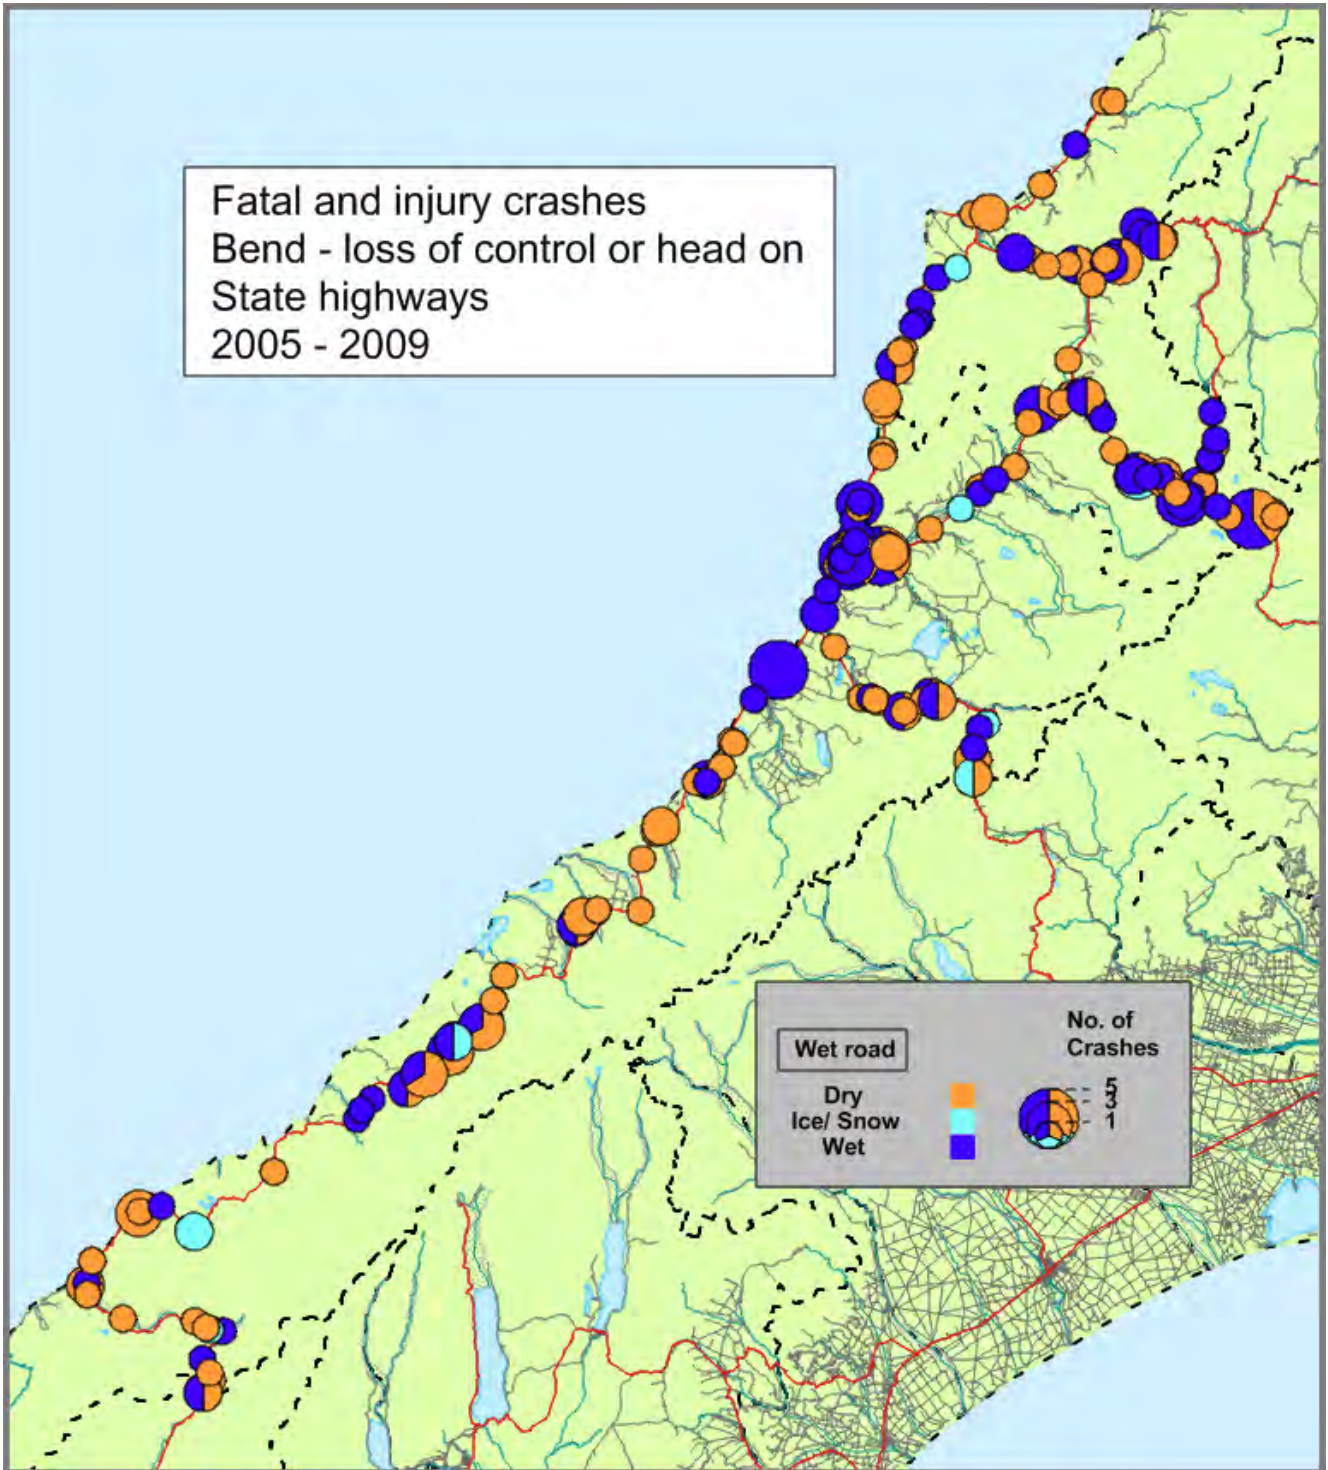 Fatal and injury crashes
Bend - loss of control or head on
State highways
2005 - 2009
No. of
Crashes
Wet road
Dry
Ice/ Snow
Wet
5
3
1